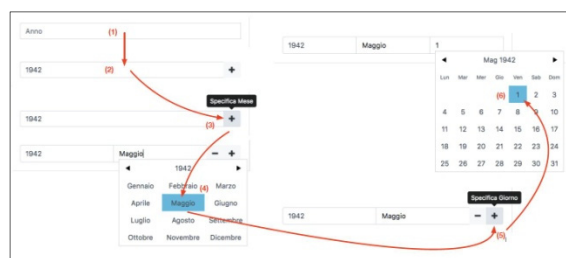 Anno
(1)
1942
(2)
+
Specifica Mese
1942
(3)
+
1942 Maggio - +
1942
(4)
Gennaio Febbraio Marzo
Aprile Maggio Giugno
Luglio Agosto Settembre
Ottobre Novembre Dicembre
1942 Maggio 1
Mag 1942
Lun Mar Mer Gio Ven Sab Dom
(6)
1 2 3
4 5 6 7 8 9 10
11 12 13 14 15 16 17
18 19 20 21 22 23 24
25 26 27 28 29 30 31
Specifica Giorno
1942 Maggio - +
(5)